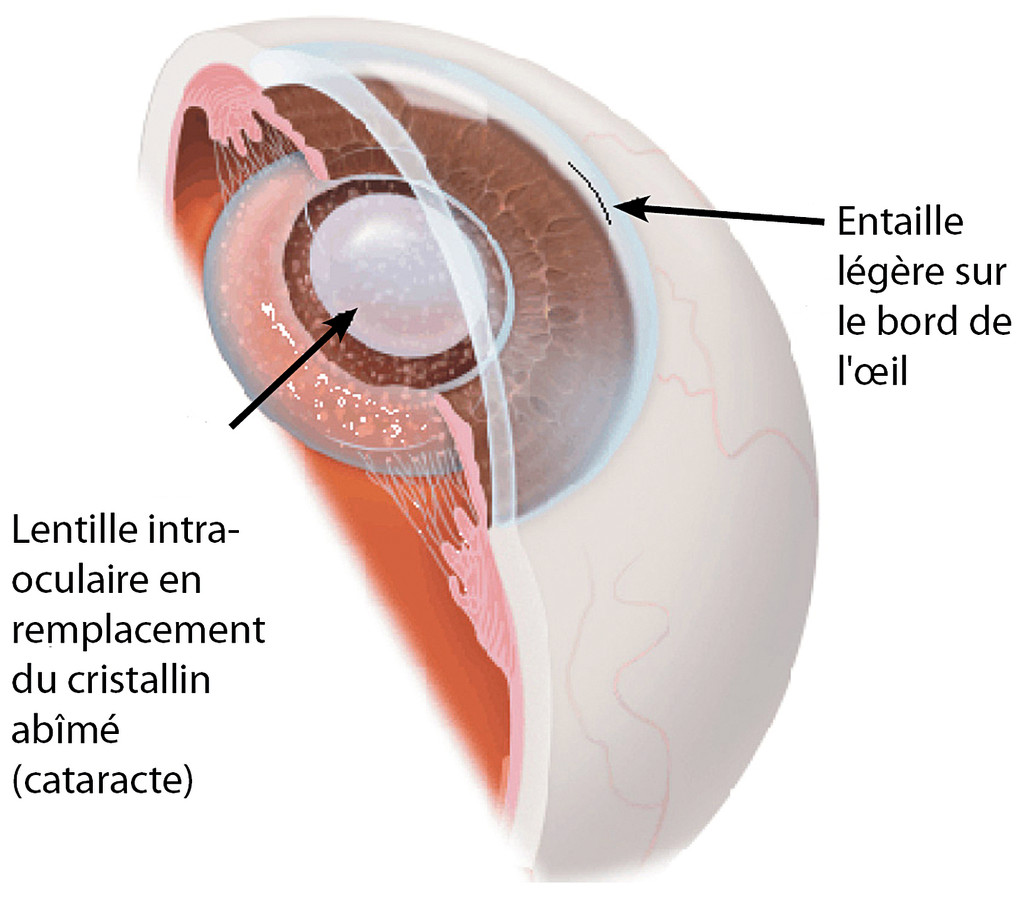 Entaille
légère sur
le bord de
l'œil
Lentille intra-
oculaire en
remplacement
du cristallin
abîmé
(cataracte)